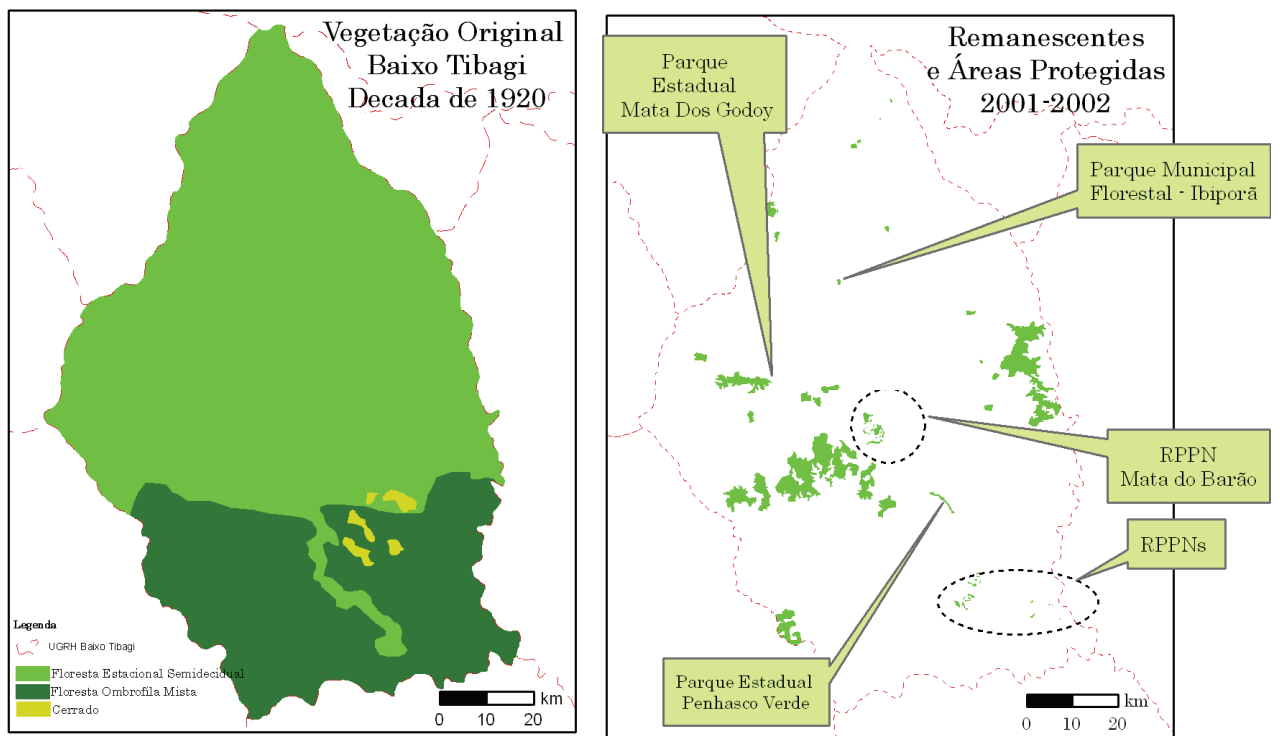 Vegetação Original
Baixo Tibagi
Decada de 1920
Legenda
UGRH Baixo Tibagi
Floresta Estacional Semidecidual
Floresta Ombrofila Mista
Cerrado
km
0 10 20
Remanescentes
e Áreas Protegidas
2001-2002
Parque
Estadual
Mata Dos Godoy
Parque Municipal
Florestal - Ibiporã
RPPN
Mata do Barão
RPPNs
Parque Estadual
Penhasco Verde
km
0 10 20